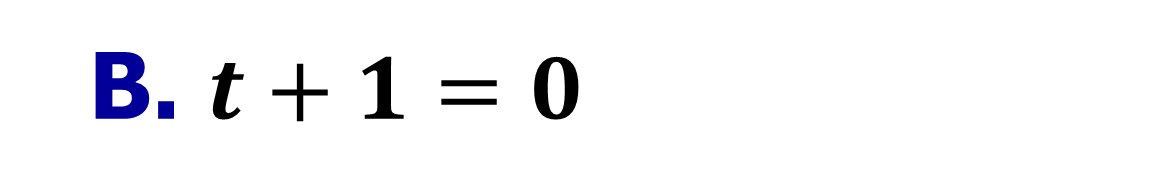 B. t + 1 = 0